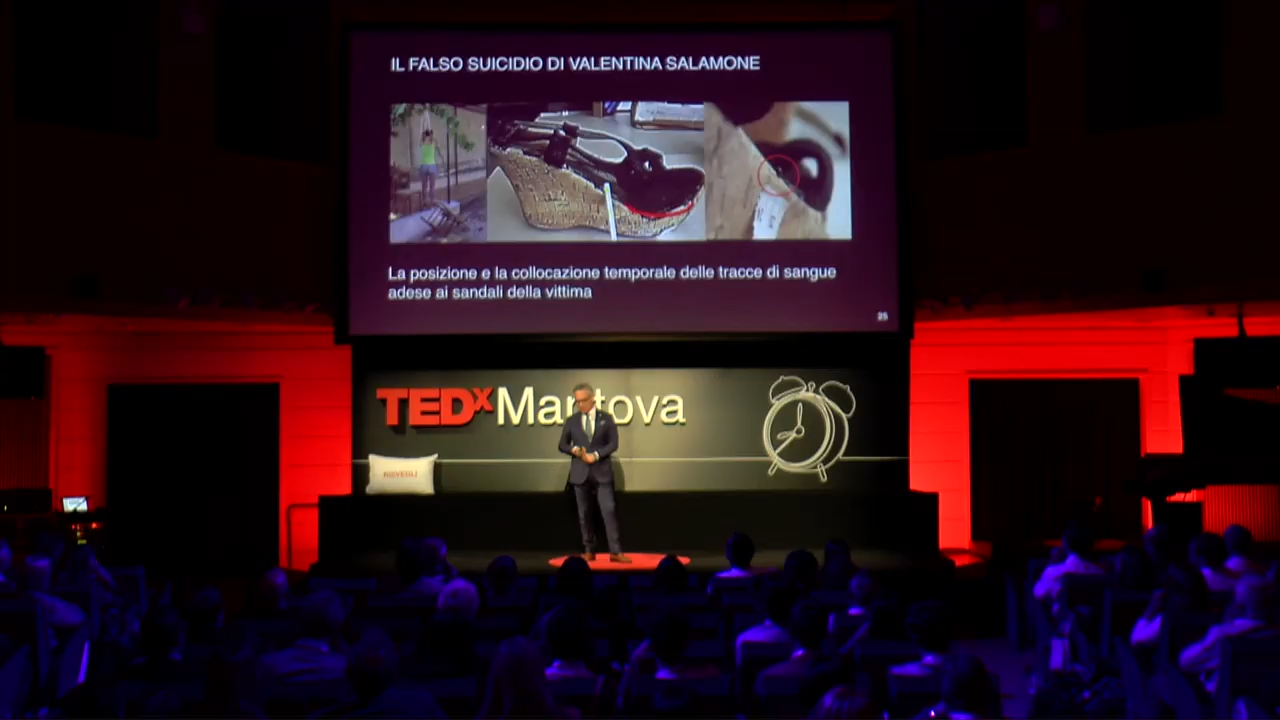 IL FALSO SUICIDIO DI VALENTINA SALAMONE
La posizione e la collocazione temporale delle tracce di sangue
adese ai sandali della vittima
25
TEDxMantova
RISVEGLI